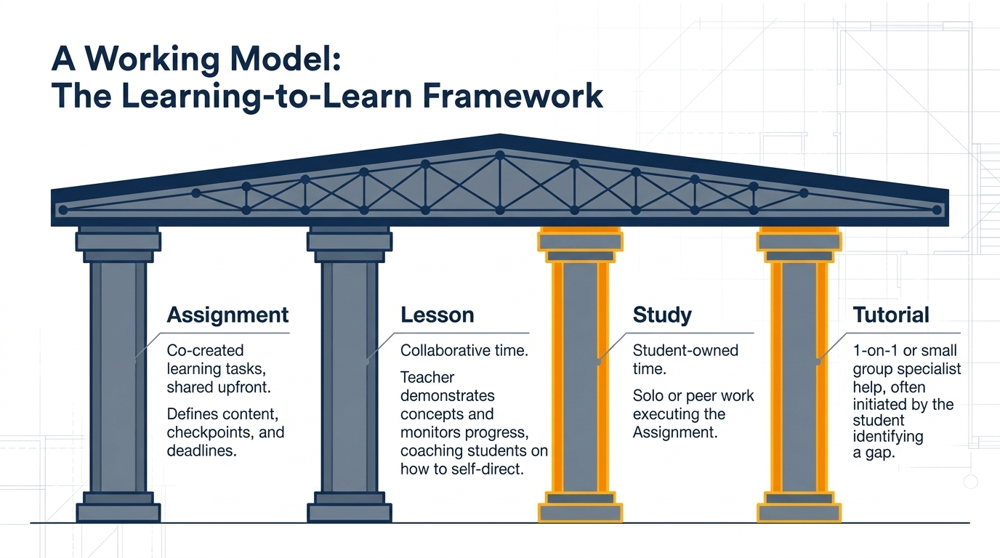 A Working Model:
The Learning-to-Learn Framework
Assignment
Co-created
learning tasks,
shared upfront.
Defines content,
checkpoints, and
deadlines.
Lesson
Collaborative time.
Teacher
demonstrates
concepts and
monitors progress,
coaching students on
how to self-direct.
Study
Student-owned
time.
Solo or peer work
executing the
Assignment.
Tutorial
1-on-1 or small
group specialist
help, often
initiated by the
student
identifying
a gap.